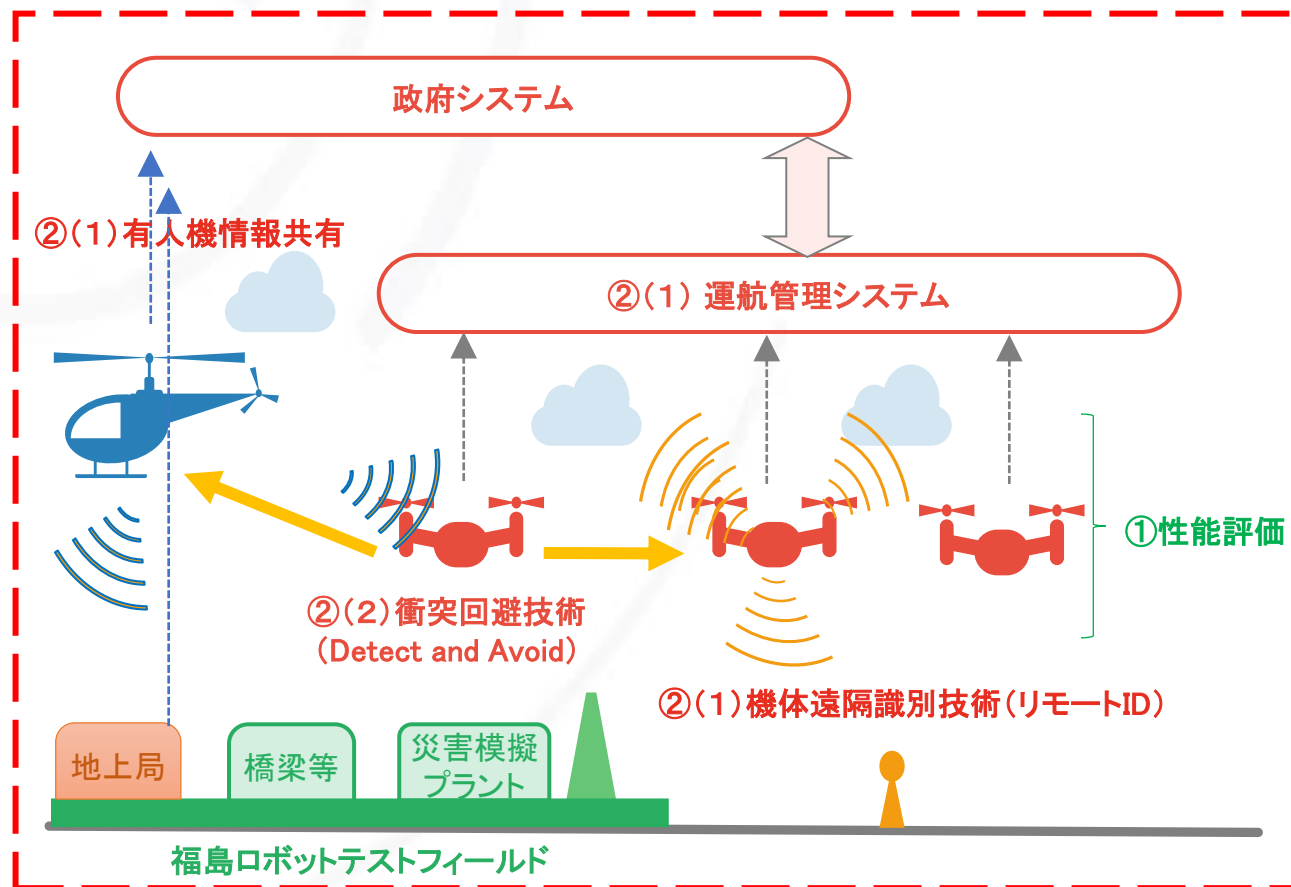 政府システム
②(1)有人機情報共有
②(1) 運航管理システム
①性能評価
②(2)衝突回避技術
(Detect and Avoid)
②(1)機体遠隔識別技術(リモートID)
地上局
橋梁等
災害模擬
プラント
福島ロボットテストフィールド